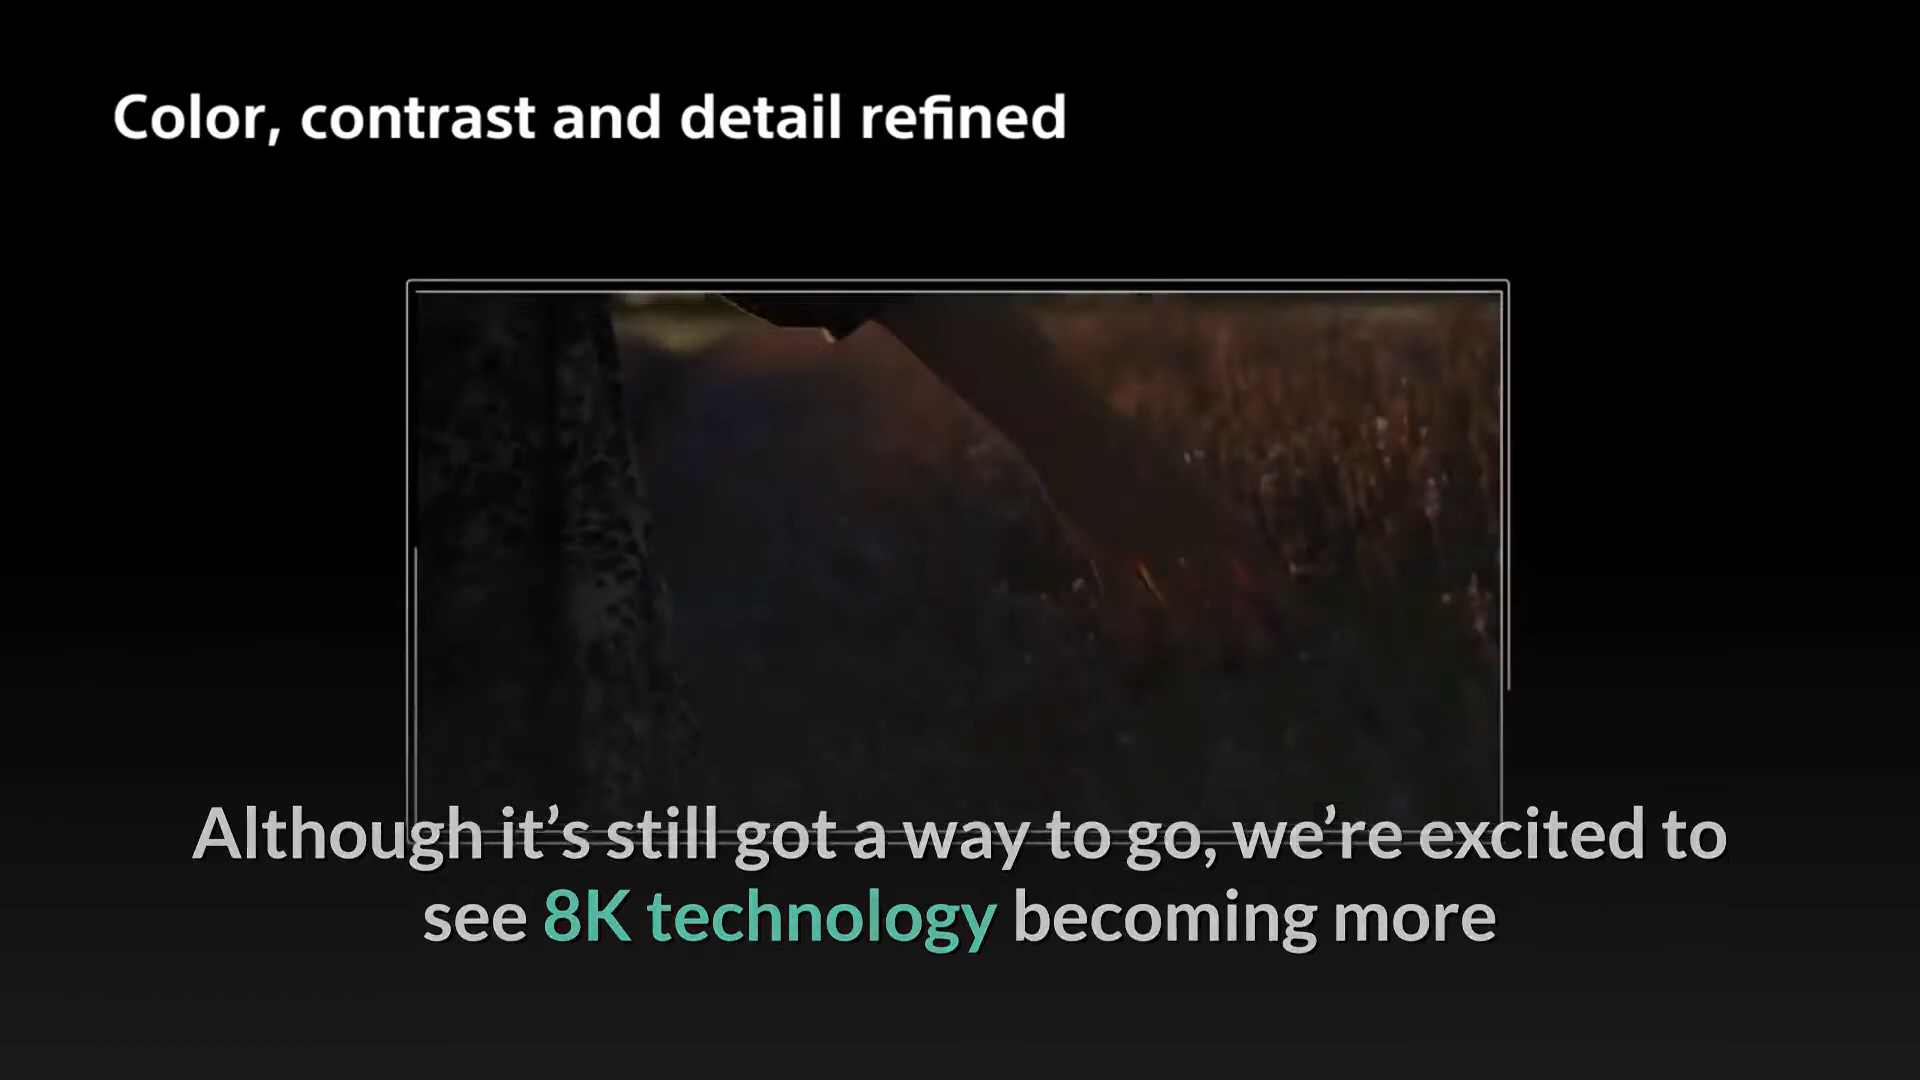 Color, contrast and detail refined
Although it’s still got a way to go, we’re excited to
see 8K technology becoming more